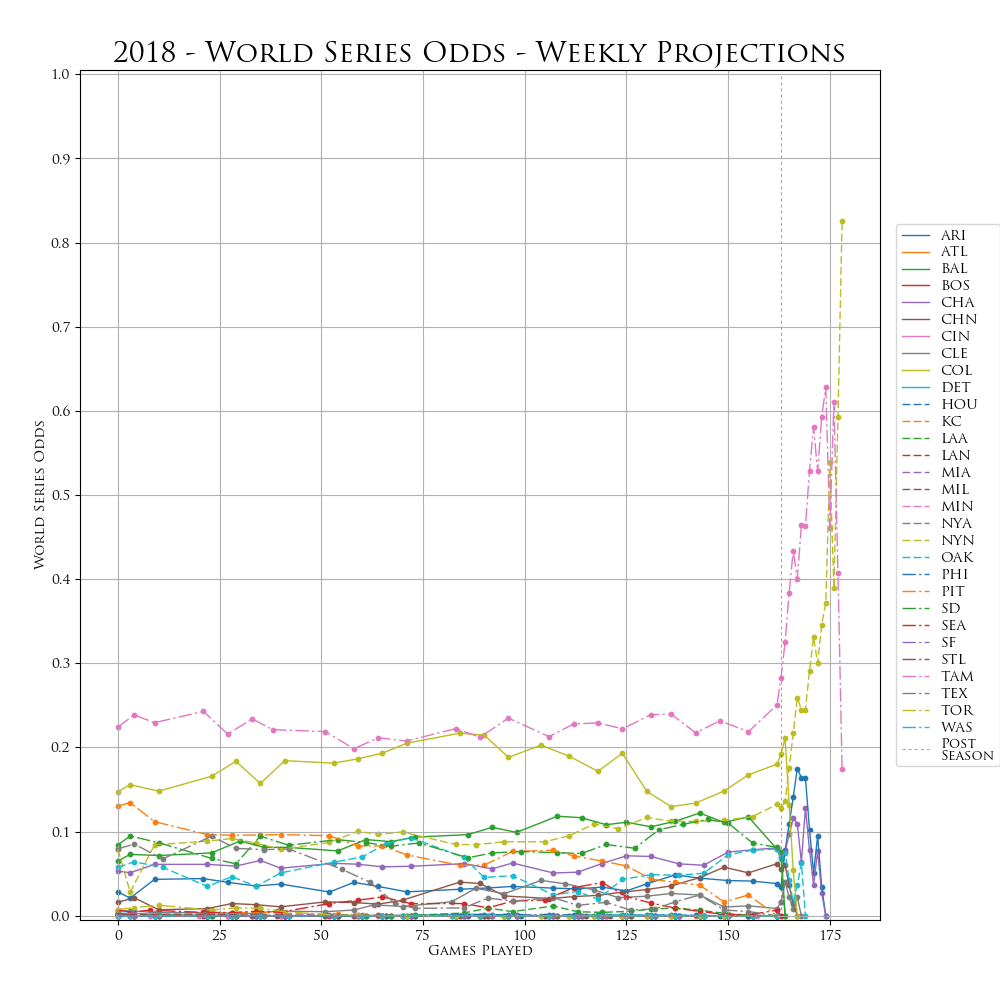 2018 - World Series Odds - Weekly Projections
1.0
0.9
0.8
0.7
0.6
0.5
0.4
0.3
0.2
0.1
0.0
World Series Odds
0 25 50 75 100 125 150 175
Games Played
ARI
ATL
BAL
BOS
CHA
CHN
CIN
CLE
COL
DET
HOU
KC
LAA
LAN
MIA
MIL
MIN
NYA
NYN
OAK
PHI
PIT
SD
SEA
SF
STL
TAM
TEX
TOR
WAS
Post
Season